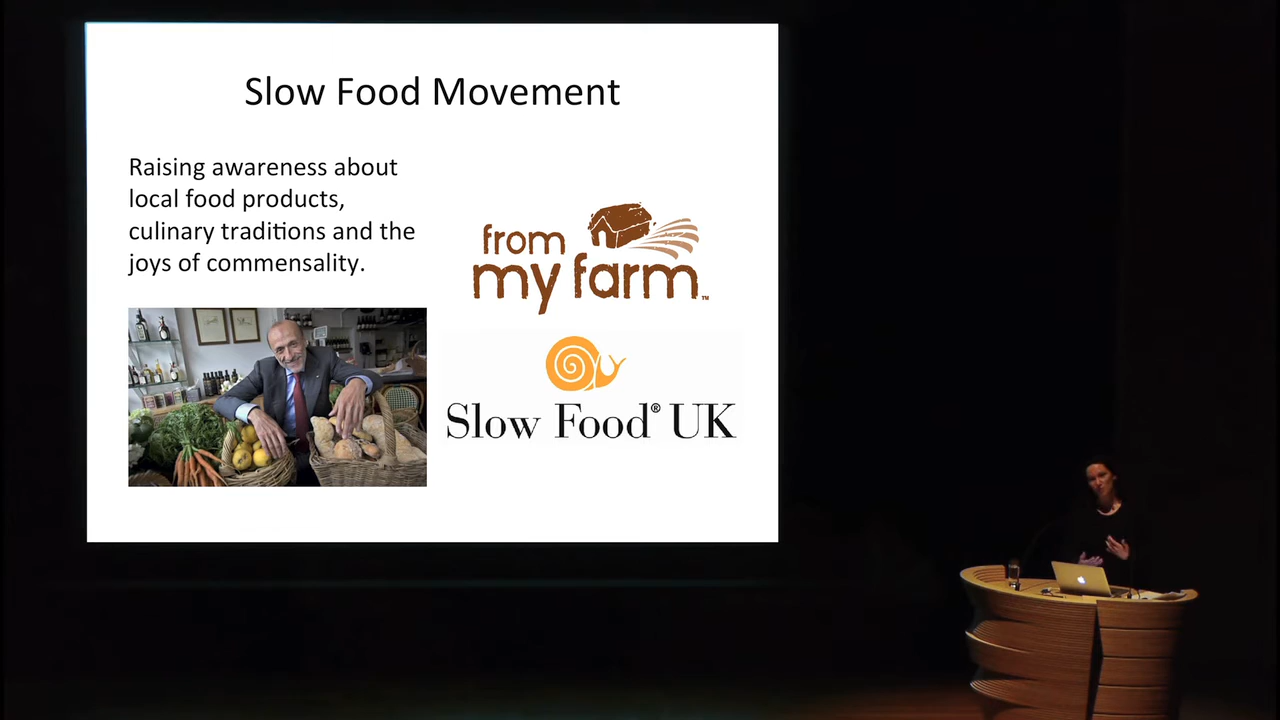 Slow Food Movement
Raising awareness about
local food products,
culinary traditions and the
joys of commensality.
from
my farm™
Slow Food® UK